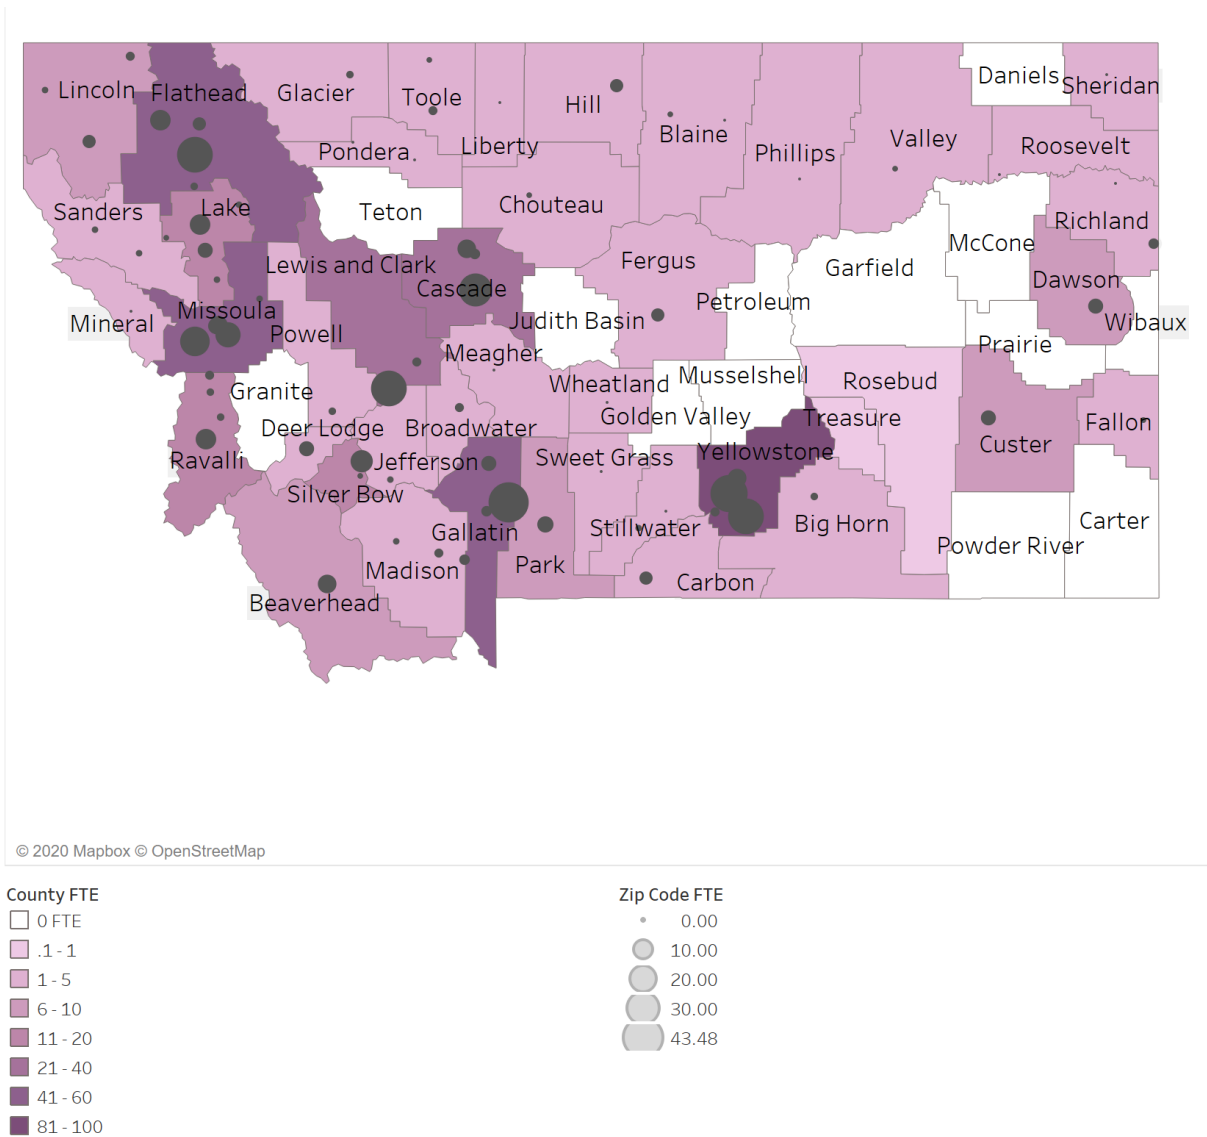 Daniels
Sheridan
Lincoln
Flathead
Glacier
Toole
Hill
Blaine
Valley
Roosevelt
Liberty
Pondera
Phillips
Sanders
Lake
Teton
Chouteau
Richland
McCone
Lewis and Clark
Fergus
Garfield
Dawson
Cascade
Petroleum
Mineral
Missoula
Powell
Judith Basin
Wibaux
Prairie
Meagher
Granite
Wheatland
Musselshell
Rosebud
Golden Valley
Treasure
Deer Lodge
Broadwater
Fallon
Custer
Ravalli
Jefferson
Sweet Grass
Yellowstone
Silver Bow
Gallatin
Stillwater
Big Horn
Carter
Powder River
Madison
Park
Carbon
Beaverhead
© 2020 Mapbox © OpenStreetMap
County FTE
0 FTE
.1 - 1
1 - 5
6 - 10
11 - 20
21 - 40
41 - 60
81 - 100
Zip Code FTE
0.00
10.00
20.00
30.00
43.48